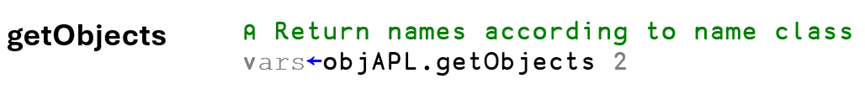 getObjects
⍝ Return names according to name class
vars←objAPL.getObjects 2